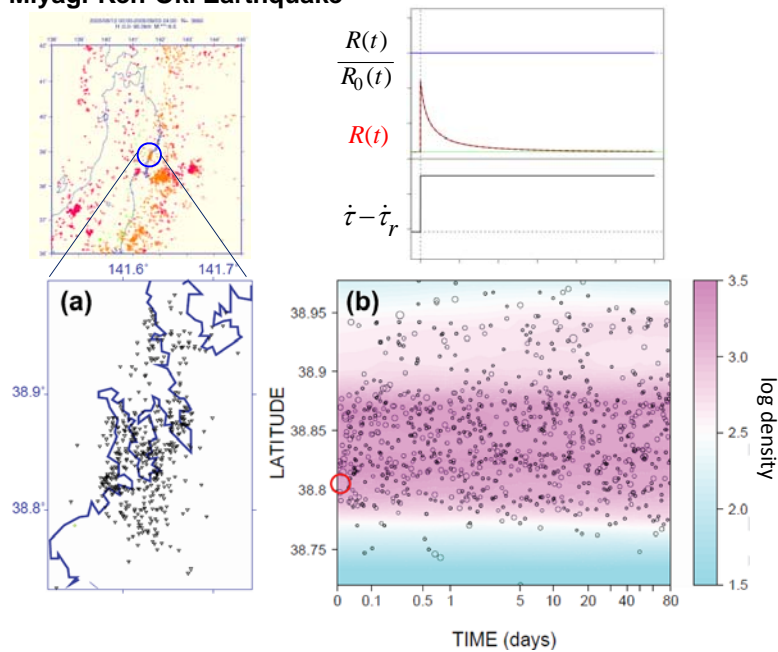 Miyagi-Ken-Oki Earthquake
R(t)
R₀(t)
R(t)
τ̇ − τ̇ᵣ
141.6 141.7
(a)
38.9
38.8
(b)
LATITUDE
38.95
38.9
38.85
38.8
38.75
0 0.1 0.5 1 5 10 20 40 80
TIME (days)
3.5
3.0
2.5
2.0
1.5
log density